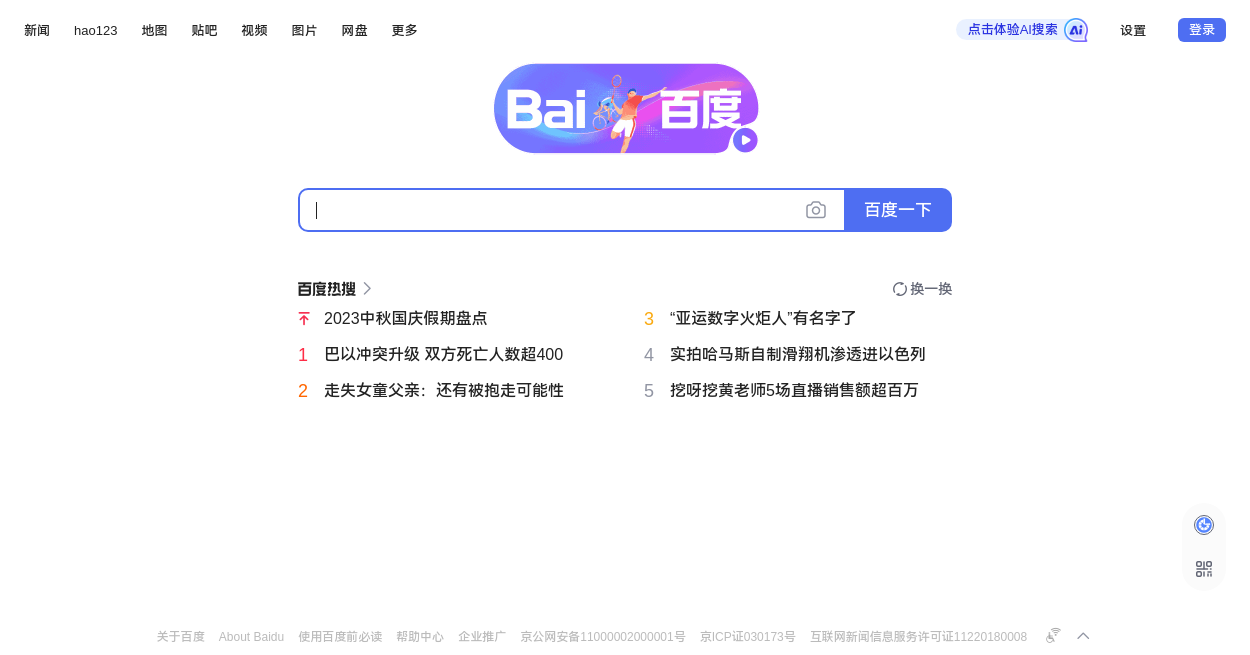 新闻 hao123 地图 贴吧 视频 图片 网盘 更多 点击体验AI搜索 Ai 设置 登录
Bai 百度
百度一下
百度热搜 换一换
2023中秋国庆假期盘点
1 巴以冲突升级 双方死亡人数超400
2 走失女童父亲：还有被抱走可能性
3 “亚运数字火炬人”有名字了
4 实拍哈马斯自制滑翔机渗透进以色列
5 挖呀挖黄老师5场直播销售额超百万
关于百度 About Baidu 使用百度前必读 帮助中心 企业推广 京公网安备11000002000001号 京ICP证030173号 互联网新闻信息服务许可证11220180008